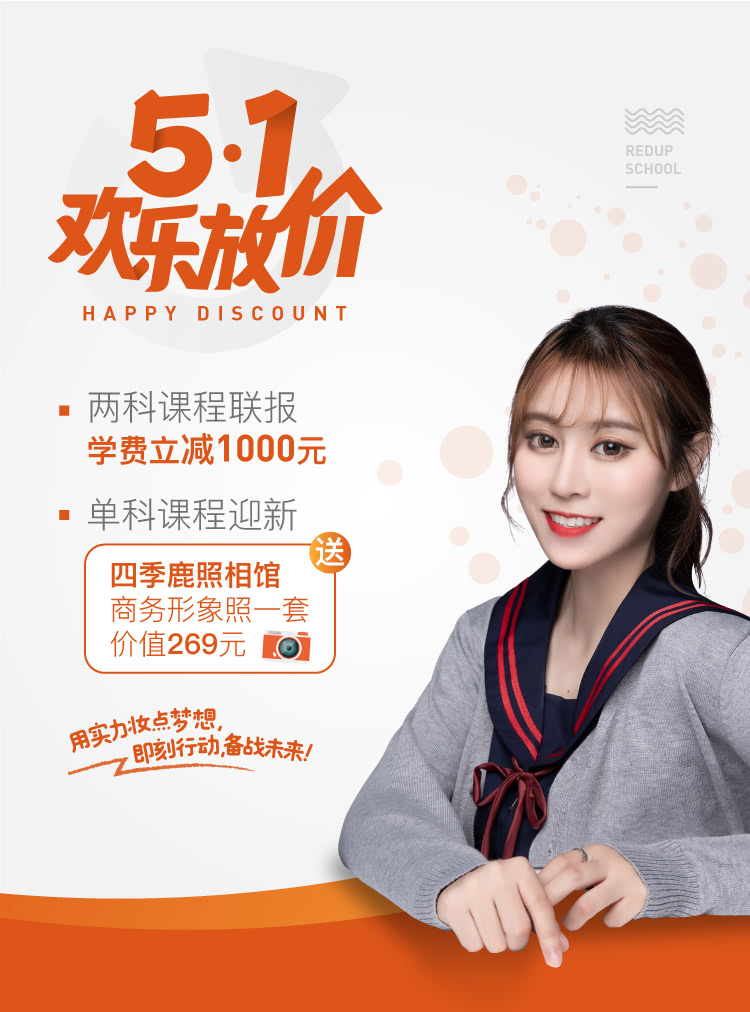 5·1
欢乐放价
HAPPY DISCOUNT
REDUP
SCHOOL
两科课程联报
学费立减1000元
单科课程迎新
送
四季鹿照相馆
商务形象照一套
价值269元
用实力妆点梦想,
即刻行动,备战未来!